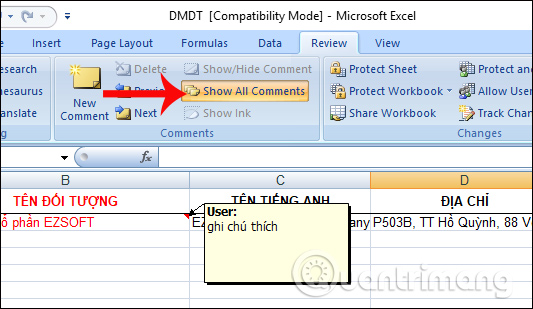 DMDT [Compatibility Mode] - Microsoft Excel
Insert Page Layout Formulas Data Review View
esearch
esaurus
anslate
New Comment
Delete
Next
Show/Hide Comment
Show All Comments
Show Ink
Comments
Protect Sheet
Protect Workbook
Share Workbook
Protect and
Allow User
Track Chan
Changes
fx
B C D
TÊN ĐỐI TƯỢNG TÊN TIẾNG ANH ĐỊA CHỈ
ổ phần EZSOFT
any P503B, TT Hồ Quỳnh, 88 V
User:
ghi chú thích
Quantrimang